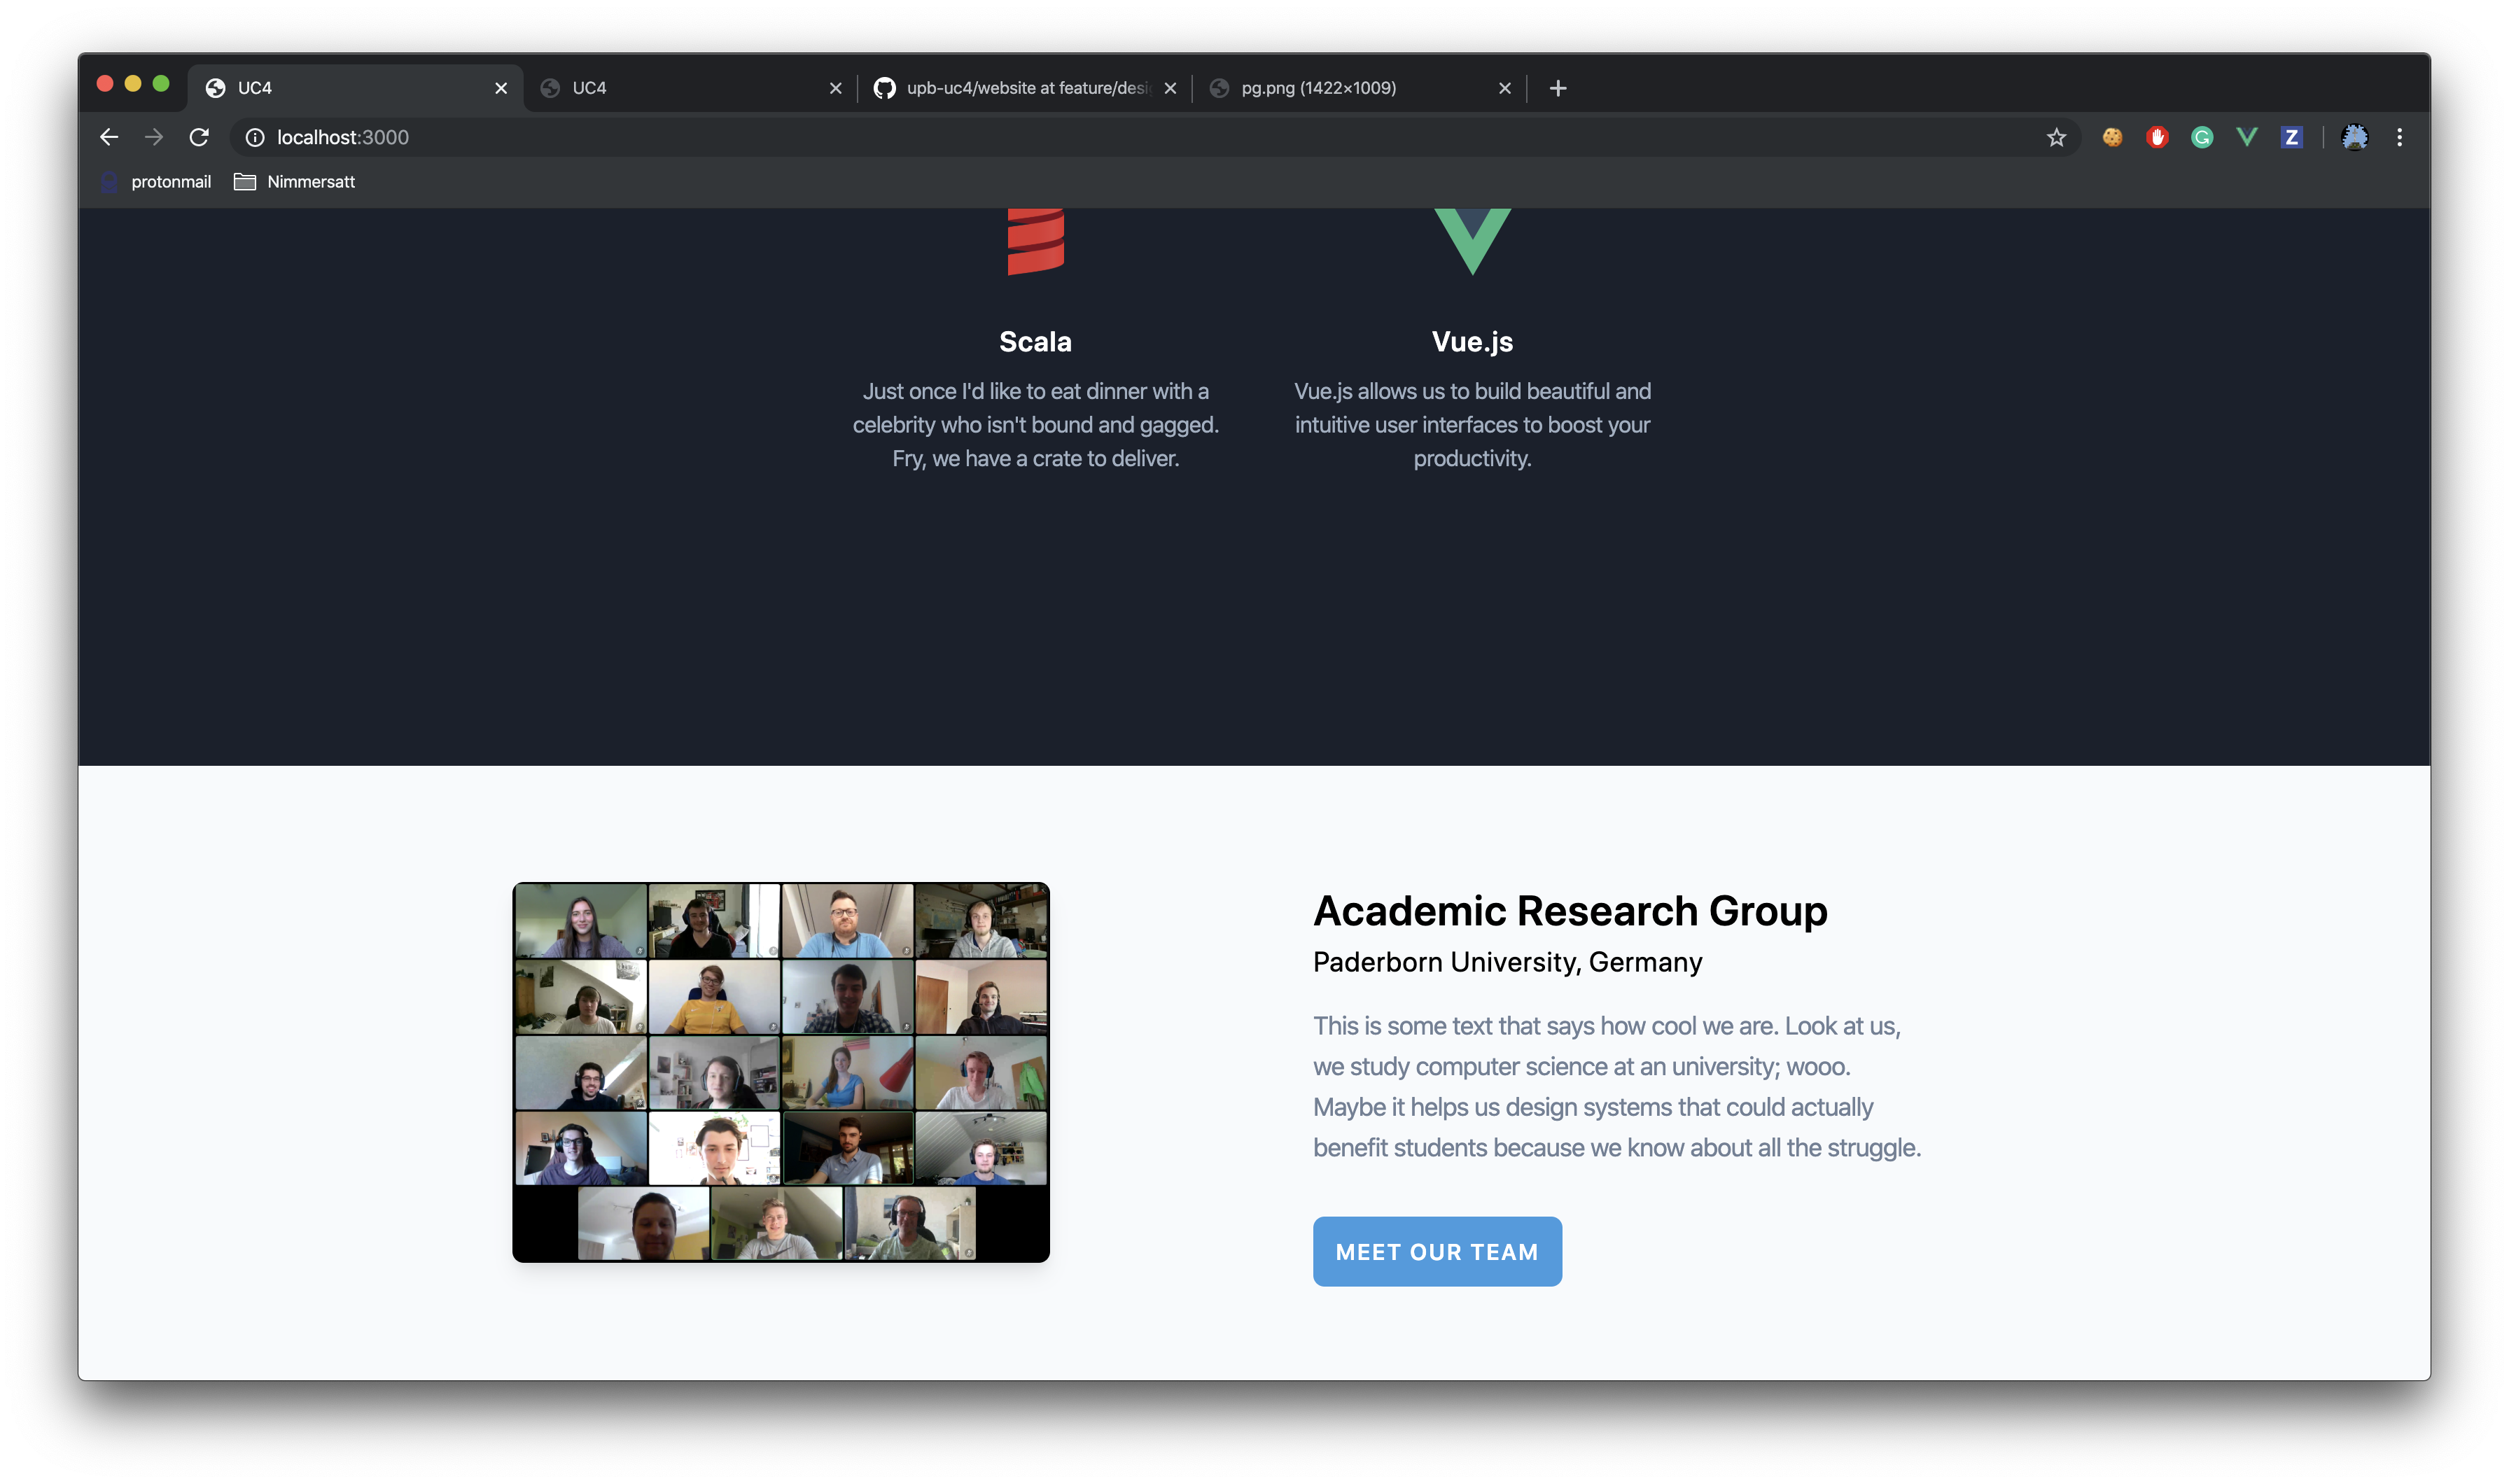 UC4
UC4
upb-uc4/website at feature/desi
pg.png (1422×1009)
localhost:3000
protonmail
Nimmersatt
Scala
Just once I'd like to eat dinner with a
celebrity who isn't bound and gagged.
Fry, we have a crate to deliver.
Vue.js
Vue.js allows us to build beautiful and
intuitive user interfaces to boost your
productivity.
Academic Research Group
Paderborn University, Germany
This is some text that says how cool we are. Look at us,
we study computer science at an university; wooo.
Maybe it helps us design systems that could actually
benefit students because we know about all the struggle.
MEET OUR TEAM